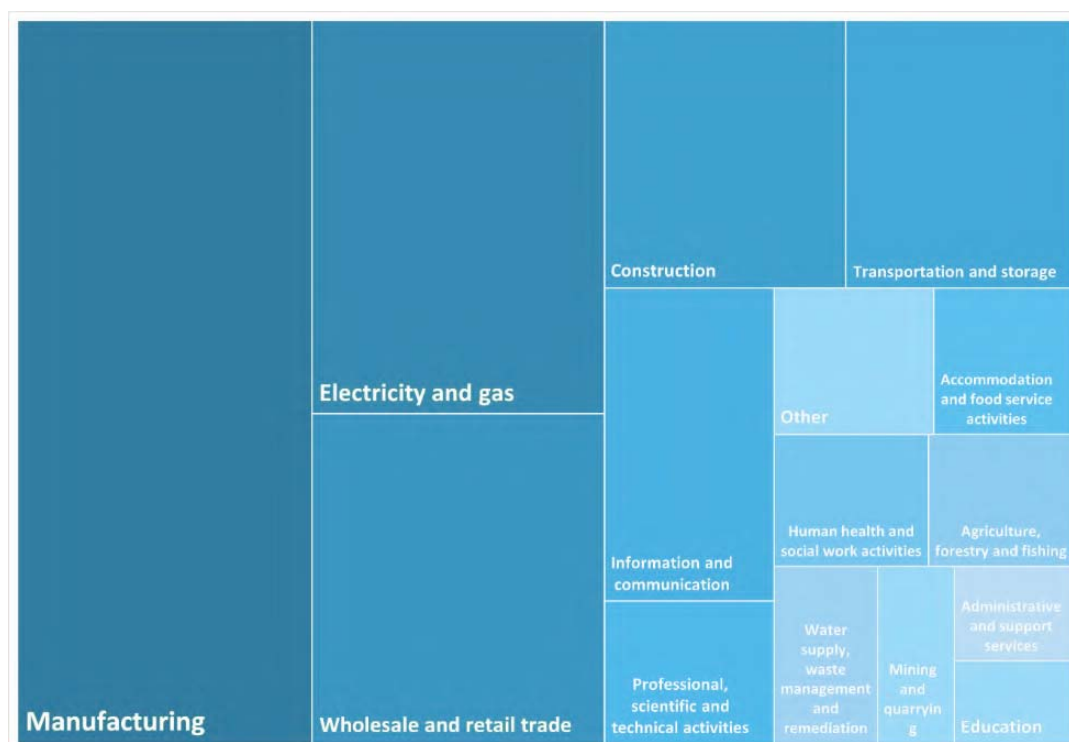 Manufacturing
Electricity and gas
Wholesale and retail trade
Construction
Transportation and storage
Information and
communication
Professional,
scientific and
technical activities
Other
Accommodation
and food service
activities
Human health and
social work activities
Agriculture,
forestry and fishing
Water
supply,
waste
management
and
remediation
Mining
and
quarryin
g
Administrative
and support
services
Education